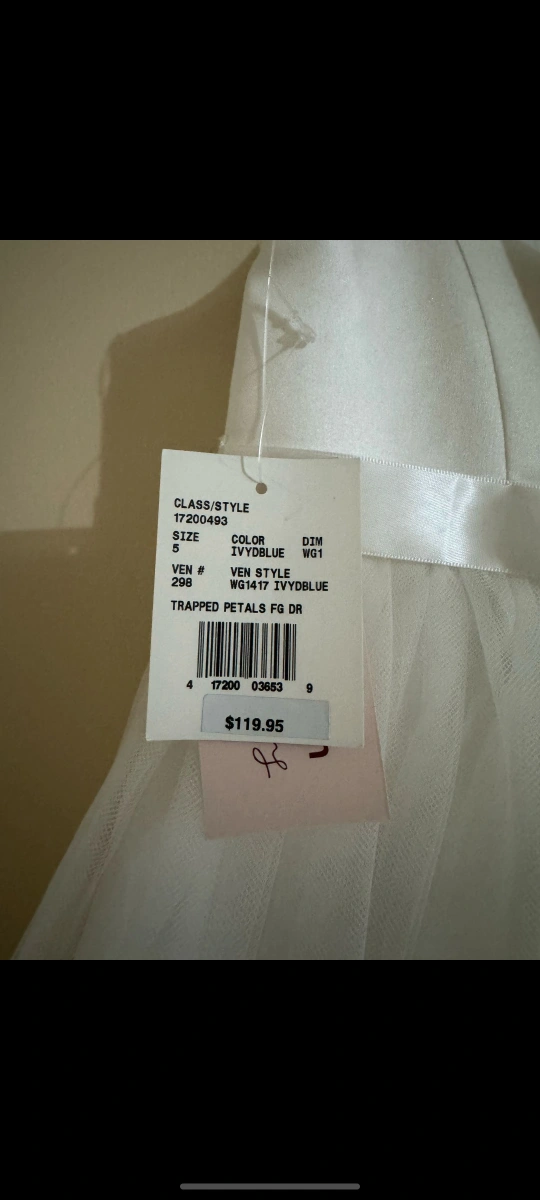 CLASS/STYLE
17200493
SIZE COLOR DIM
5 IVYDBLUE WG1
VEN # VEN STYLE
298 WG1417 IVYDBLUE
TRAPPED PETALS FG DR
4 17200 03653 9
$119.95